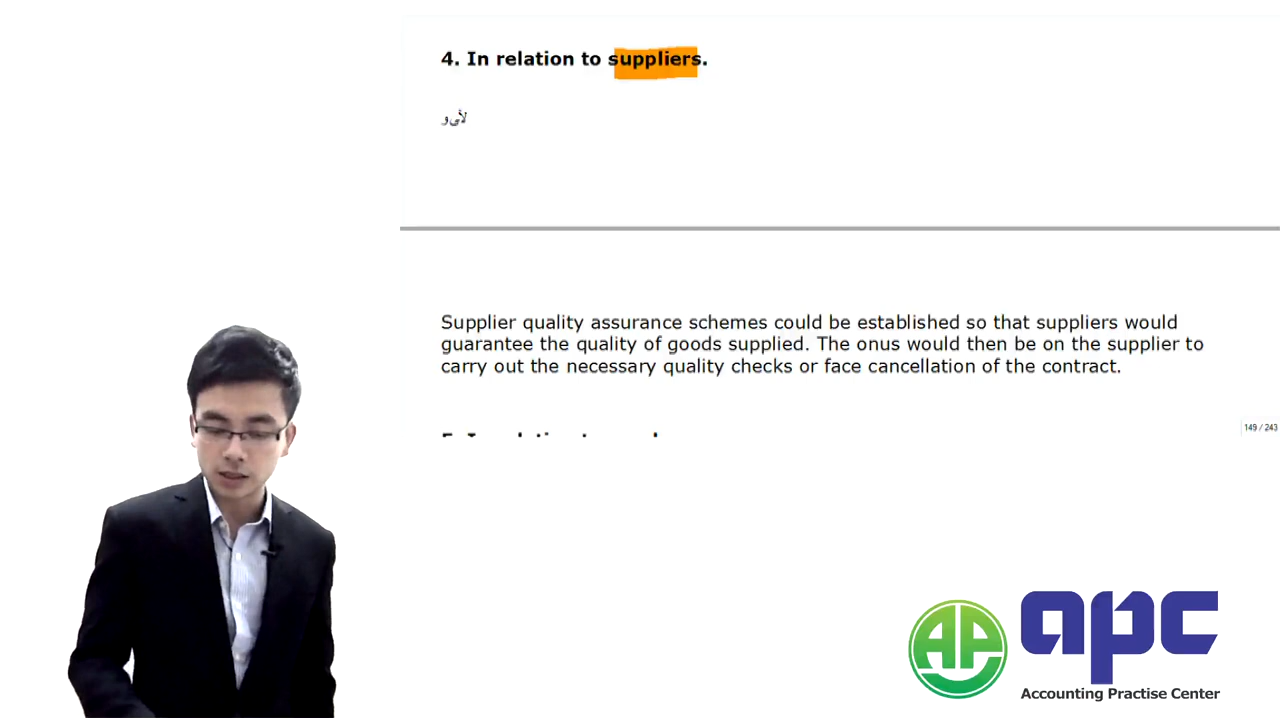 4. In relation to suppliers.
Supplier quality assurance schemes could be established so that suppliers would
guarantee the quality of goods supplied. The onus would then be on the supplier to
carry out the necessary quality checks or face cancellation of the contract.
149 / 243
AP
apc
Accounting Practise Center